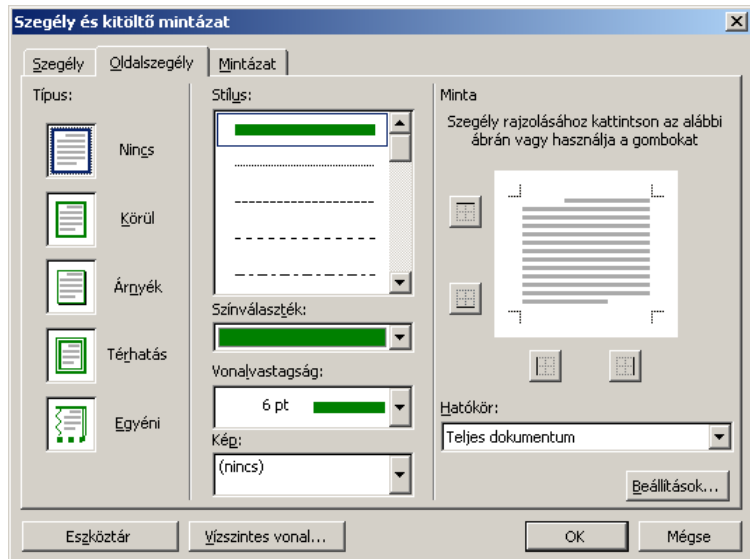 Szegély és kitöltő mintázat
Szegély
Oldalszegély
Mintázat
Típus:
Nincs
Körül
Árnyék
Térhatás
Egyéni
Stílus:
Színválaszték:
Vonalvastagság:
6 pt
Kép:
(nincs)
Minta
Szegély rajzolásához kattintson az alábbi
ábrán vagy használja a gombokat
Hatókör:
Teljes dokumentum
Beállítások...
Eszköztár
Vízszintes vonal...
OK
Mégse